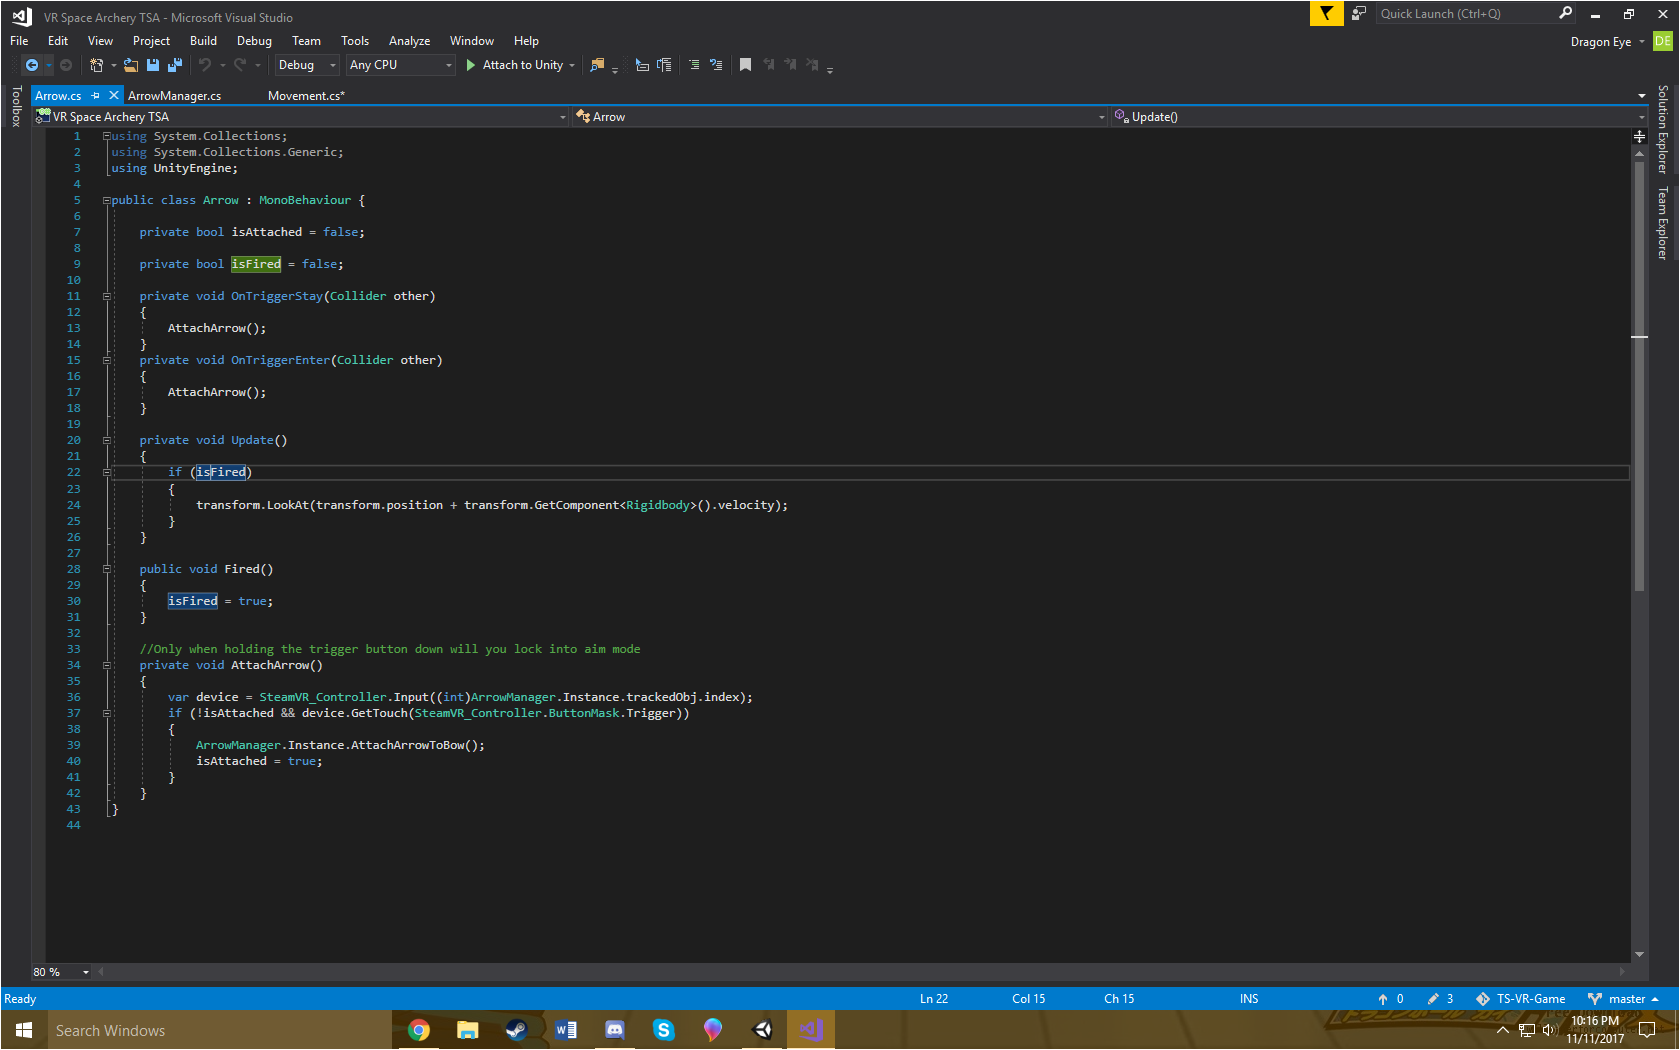 VR Space Archery TSA - Microsoft Visual Studio
Quick Launch (Ctrl+Q)
File Edit View Project Build Debug Team Tools Analyze Window Help
Dragon Eye DE
Debug Any CPU Attach to Unity
Toolbox
Arrow.cs ArrowManager.cs Movement.cs*
Solution Explorer
Team Explorer
VR Space Archery TSA Arrow Update()
1 using System.Collections;
2 using System.Collections.Generic;
3 using UnityEngine;
4
5 public class Arrow : MonoBehaviour {
6
7 private bool isAttached = false;
8
9 private bool isFired = false;
10
11 private void OnTriggerStay(Collider other)
12 {
13 AttachArrow();
14 }
15 private void OnTriggerEnter(Collider other)
16 {
17 AttachArrow();
18 }
19
20 private void Update()
21 {
22 if (isFired)
23 {
24 transform.LookAt(transform.position + transform.GetComponent<Rigidbody>().velocity);
25 }
26 }
27
28 public void Fired()
29 {
30 isFired = true;
31 }
32
33 //Only when holding the trigger button down will you lock into aim mode
34 private void AttachArrow()
35 {
36 var device = SteamVR_Controller.Input((int)ArrowManager.Instance.trackedObj.index);
37 if (!isAttached && device.GetTouch(SteamVR_Controller.ButtonMask.Trigger))
38 {
39 ArrowManager.Instance.AttachArrowToBow();
40 isAttached = true;
41 }
42 }
43 }
44
80 %
Ready Ln 22 Col 15 Ch 15 INS 0 3 TS-VR-Game master
Search Windows
10:16 PM
11/11/2017